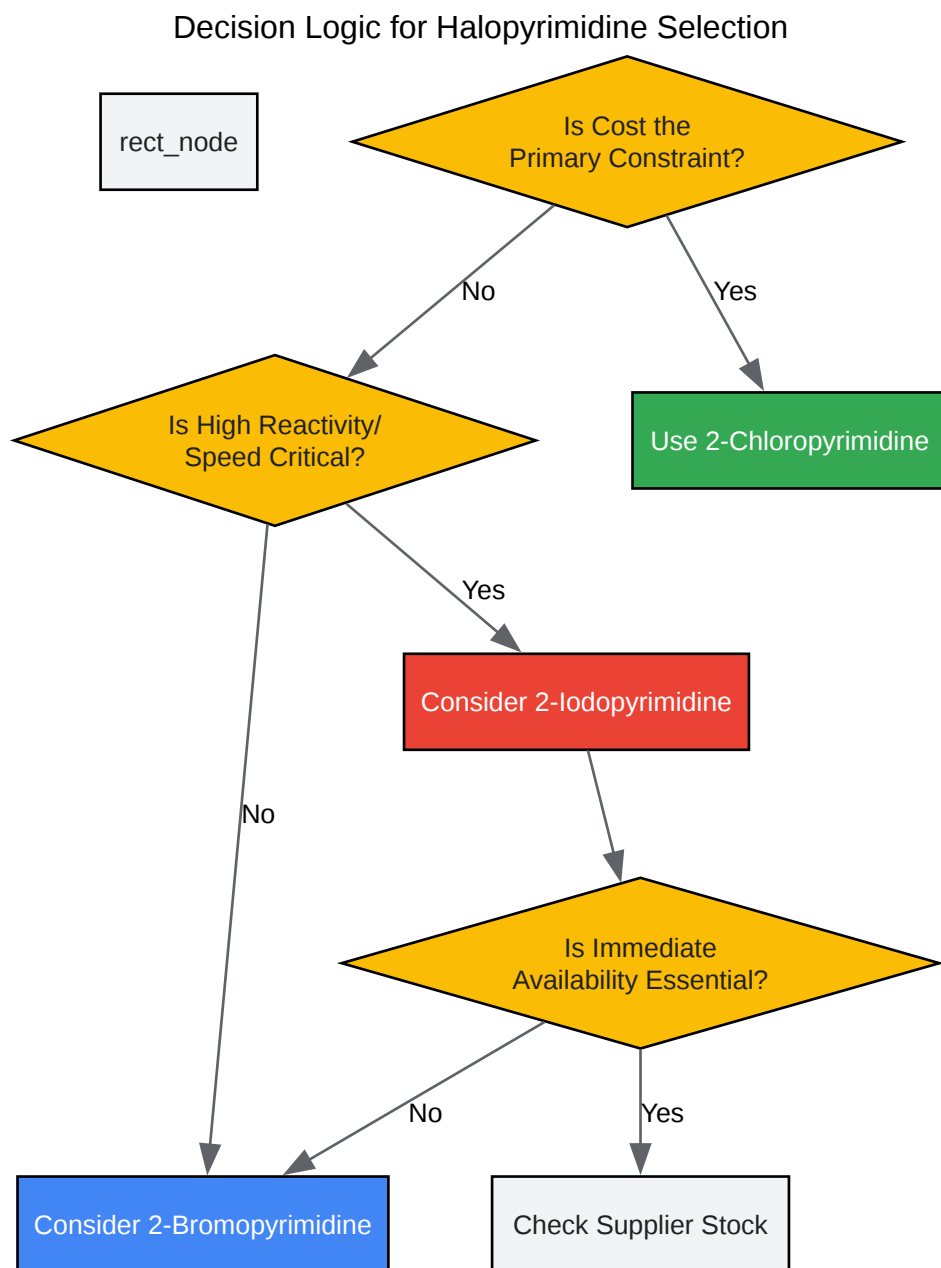 Decision Logic for Halopyrimidine Selection
rect_node
Is Cost the
Primary Constraint?
No
Yes
Is High Reactivity/
Speed Critical?
Use 2-Chloropyrimidine
Yes
Consider 2-Iodopyrimidine
No
Is Immediate
Availability Essential?
No
Yes
Consider 2-Bromopyrimidine
Check Supplier Stock